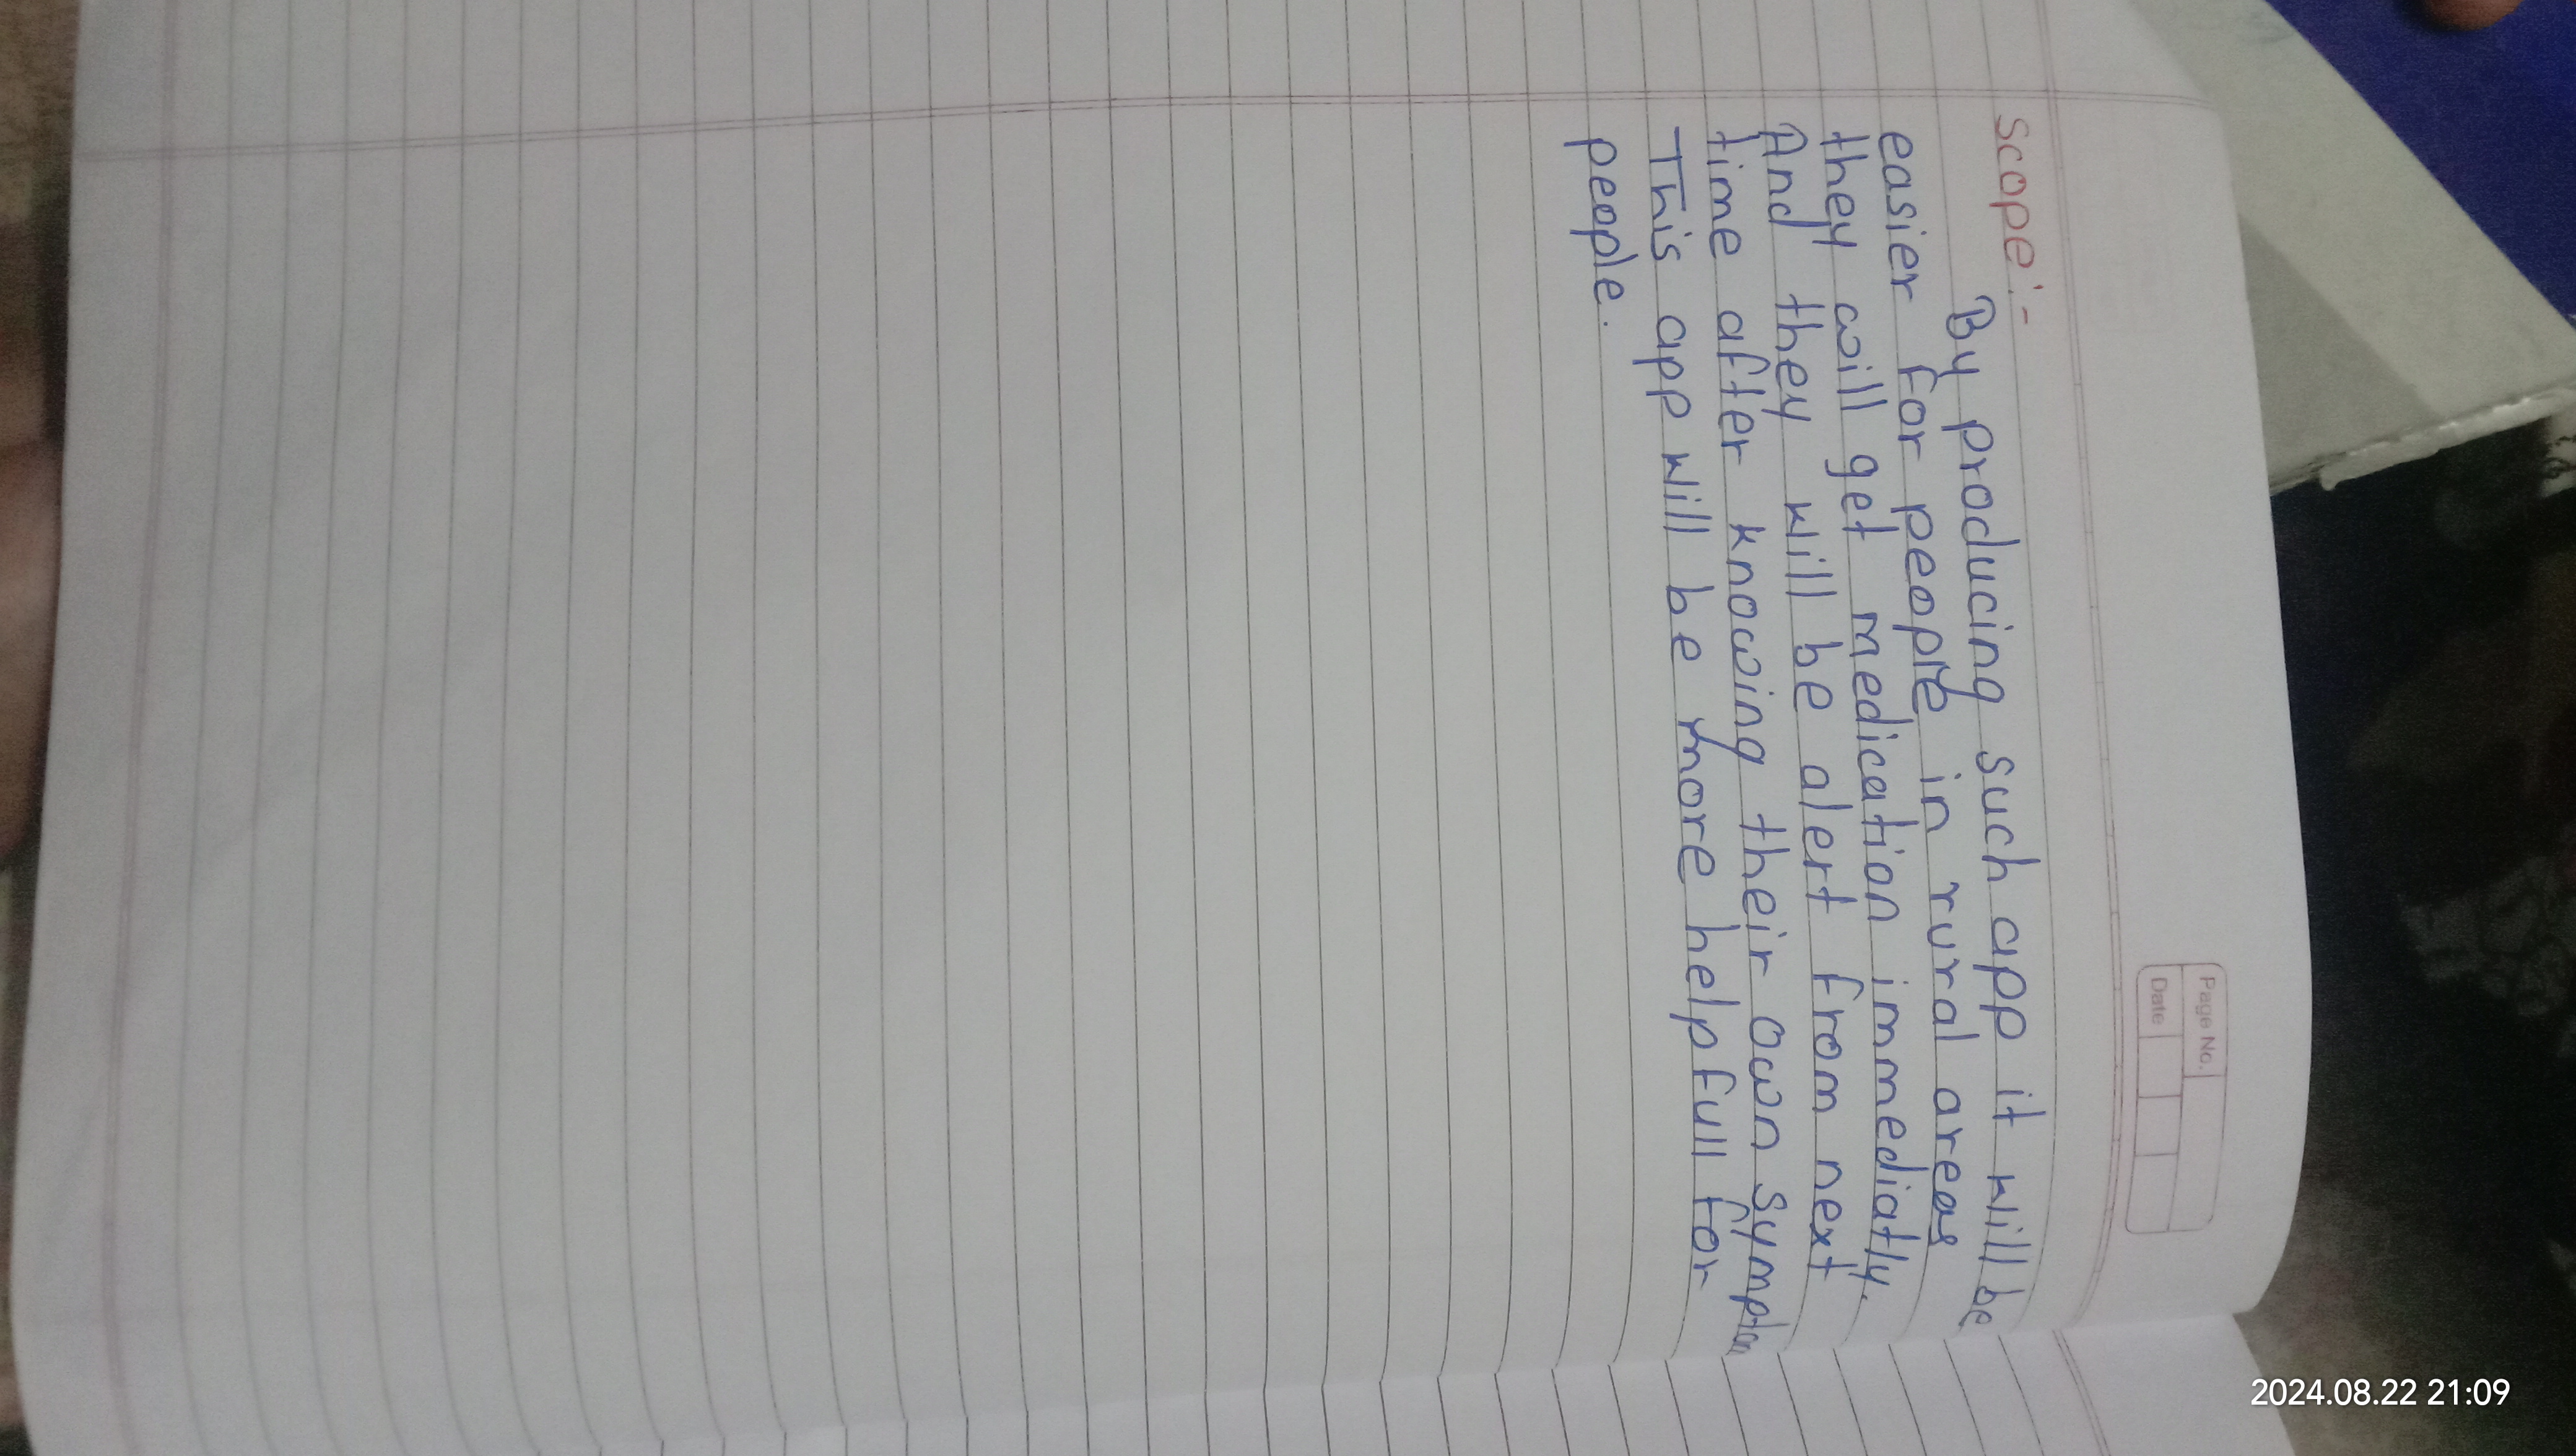 Page No.
Date
scope:-
By producing such app it will be
easier for people in rural areas
they will get medication immediatly.
And they will be alert from next
time after knowing their own symptom
This app will be more helpfull for
people.
2024.08.22 21:09